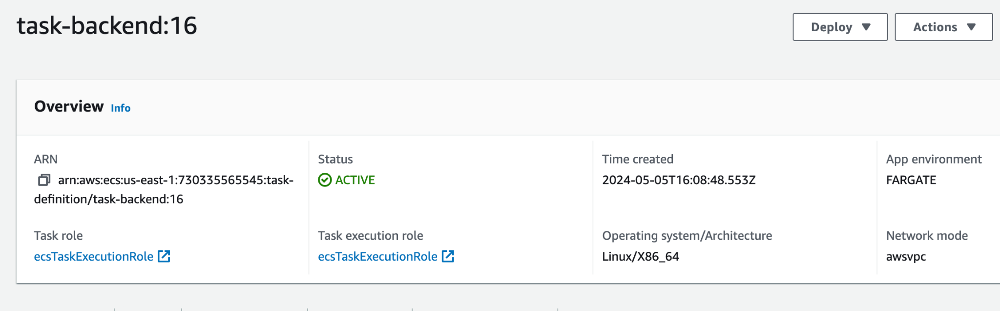 task-backend:16
Deploy
Actions
Overview Info
ARN
arn:aws:ecs:us-east-1:730335565545:task-
definition/task-backend:16
Status
ACTIVE
Time created
2024-05-05T16:08:48.553Z
App environment
FARGATE
Task role
ecsTaskExecutionRole
Task execution role
ecsTaskExecutionRole
Operating system/Architecture
Linux/X86_64
Network mode
awsvpc